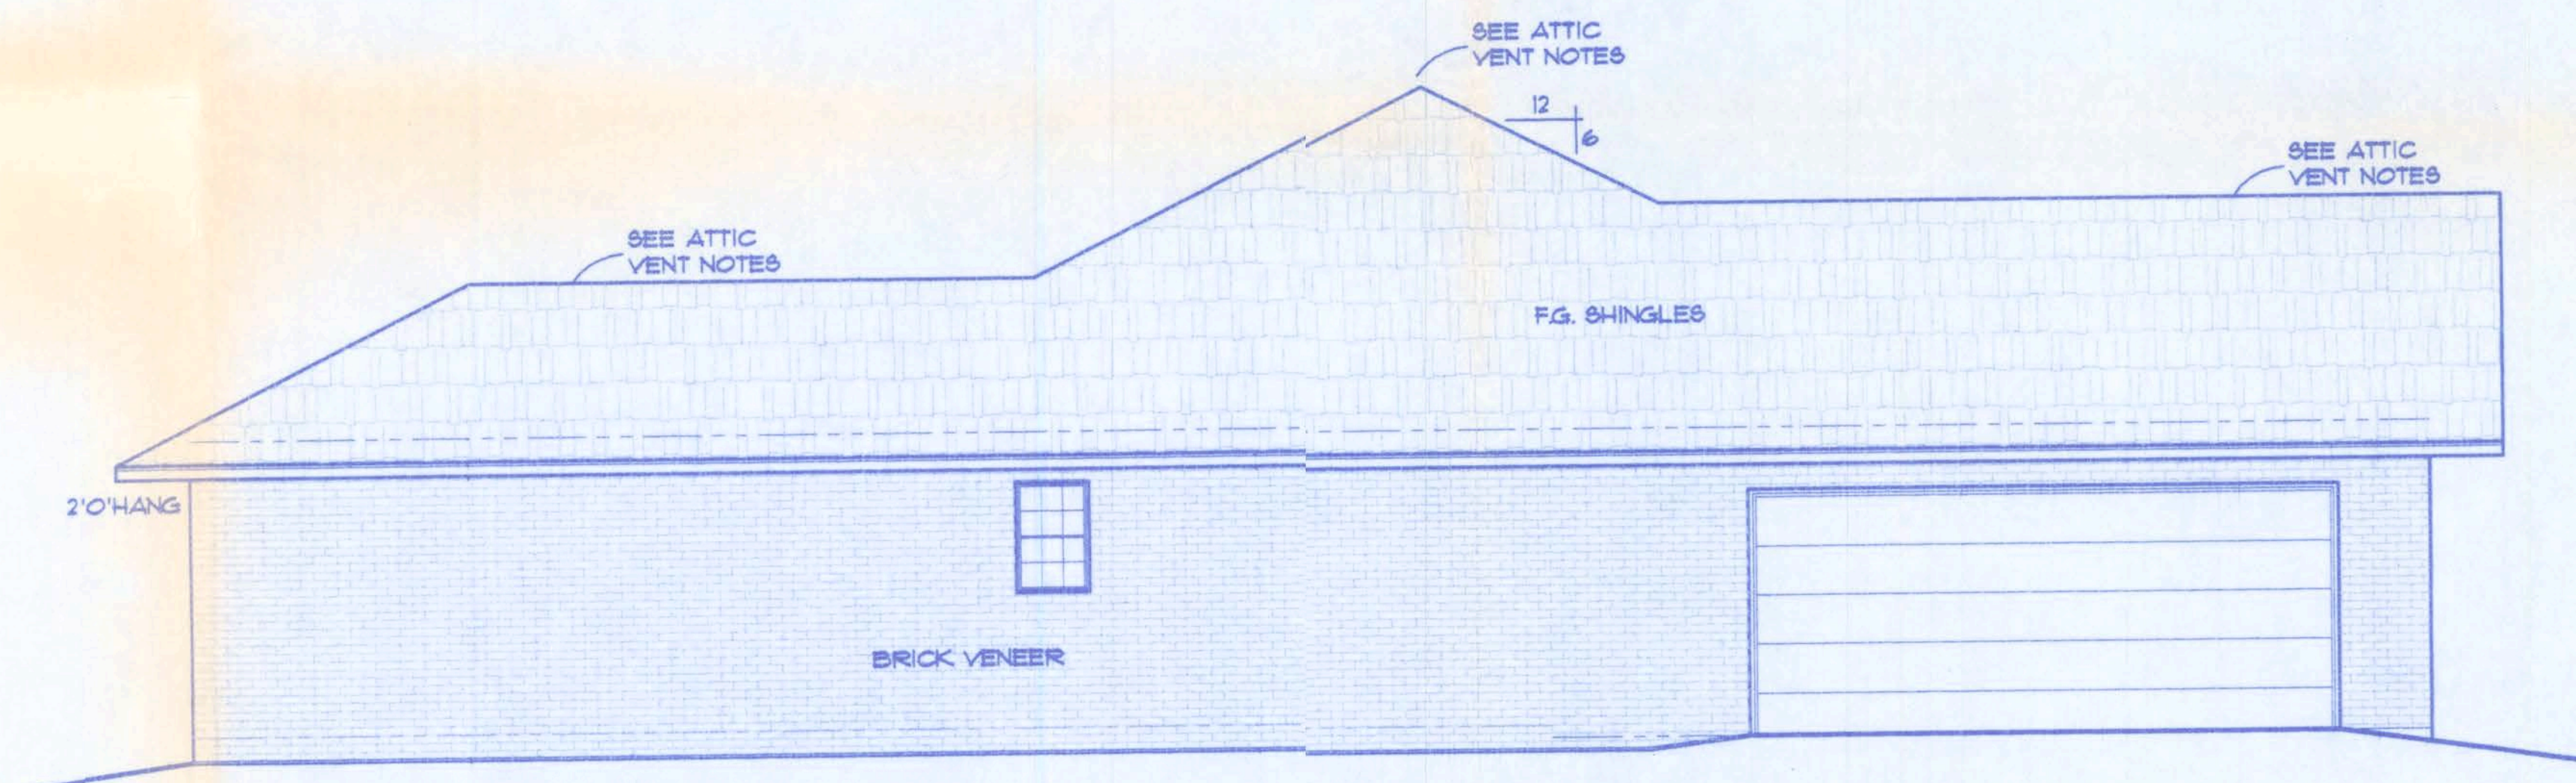 SEE ATTIC
VENT NOTES
12
6
SEE ATTIC
VENT NOTES
SEE ATTIC
VENT NOTES
F.G. SHINGLES
2'O'HANG
BRICK VENEER